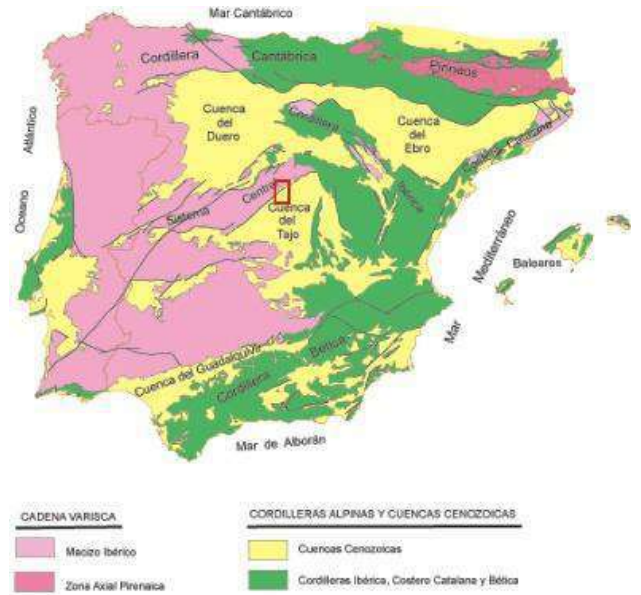 Mar Cantábrico
Cordillera
Cantábrica
Pirineos
Cuenca
del
Duero
Cordillera
Cuenca
del
Ebro
Costero Catalana
Atlántico
Oceano
Ibérica
Sistema
Central
Cuenca
del
Tajo
Mediterráneo
Mar
Baleares
Cuenca del Guadalquivir
Cordillera
Bética
Mar de Alborán
CADENA VARISCA
Macizo Ibérico
Zona Axial Pirenaica
CORDILLERAS ALPINAS Y CUENCAS CENOZOICAS
Cuencas Cenozoicas
Cordilleras Ibérica, Costero Catalana y Bética